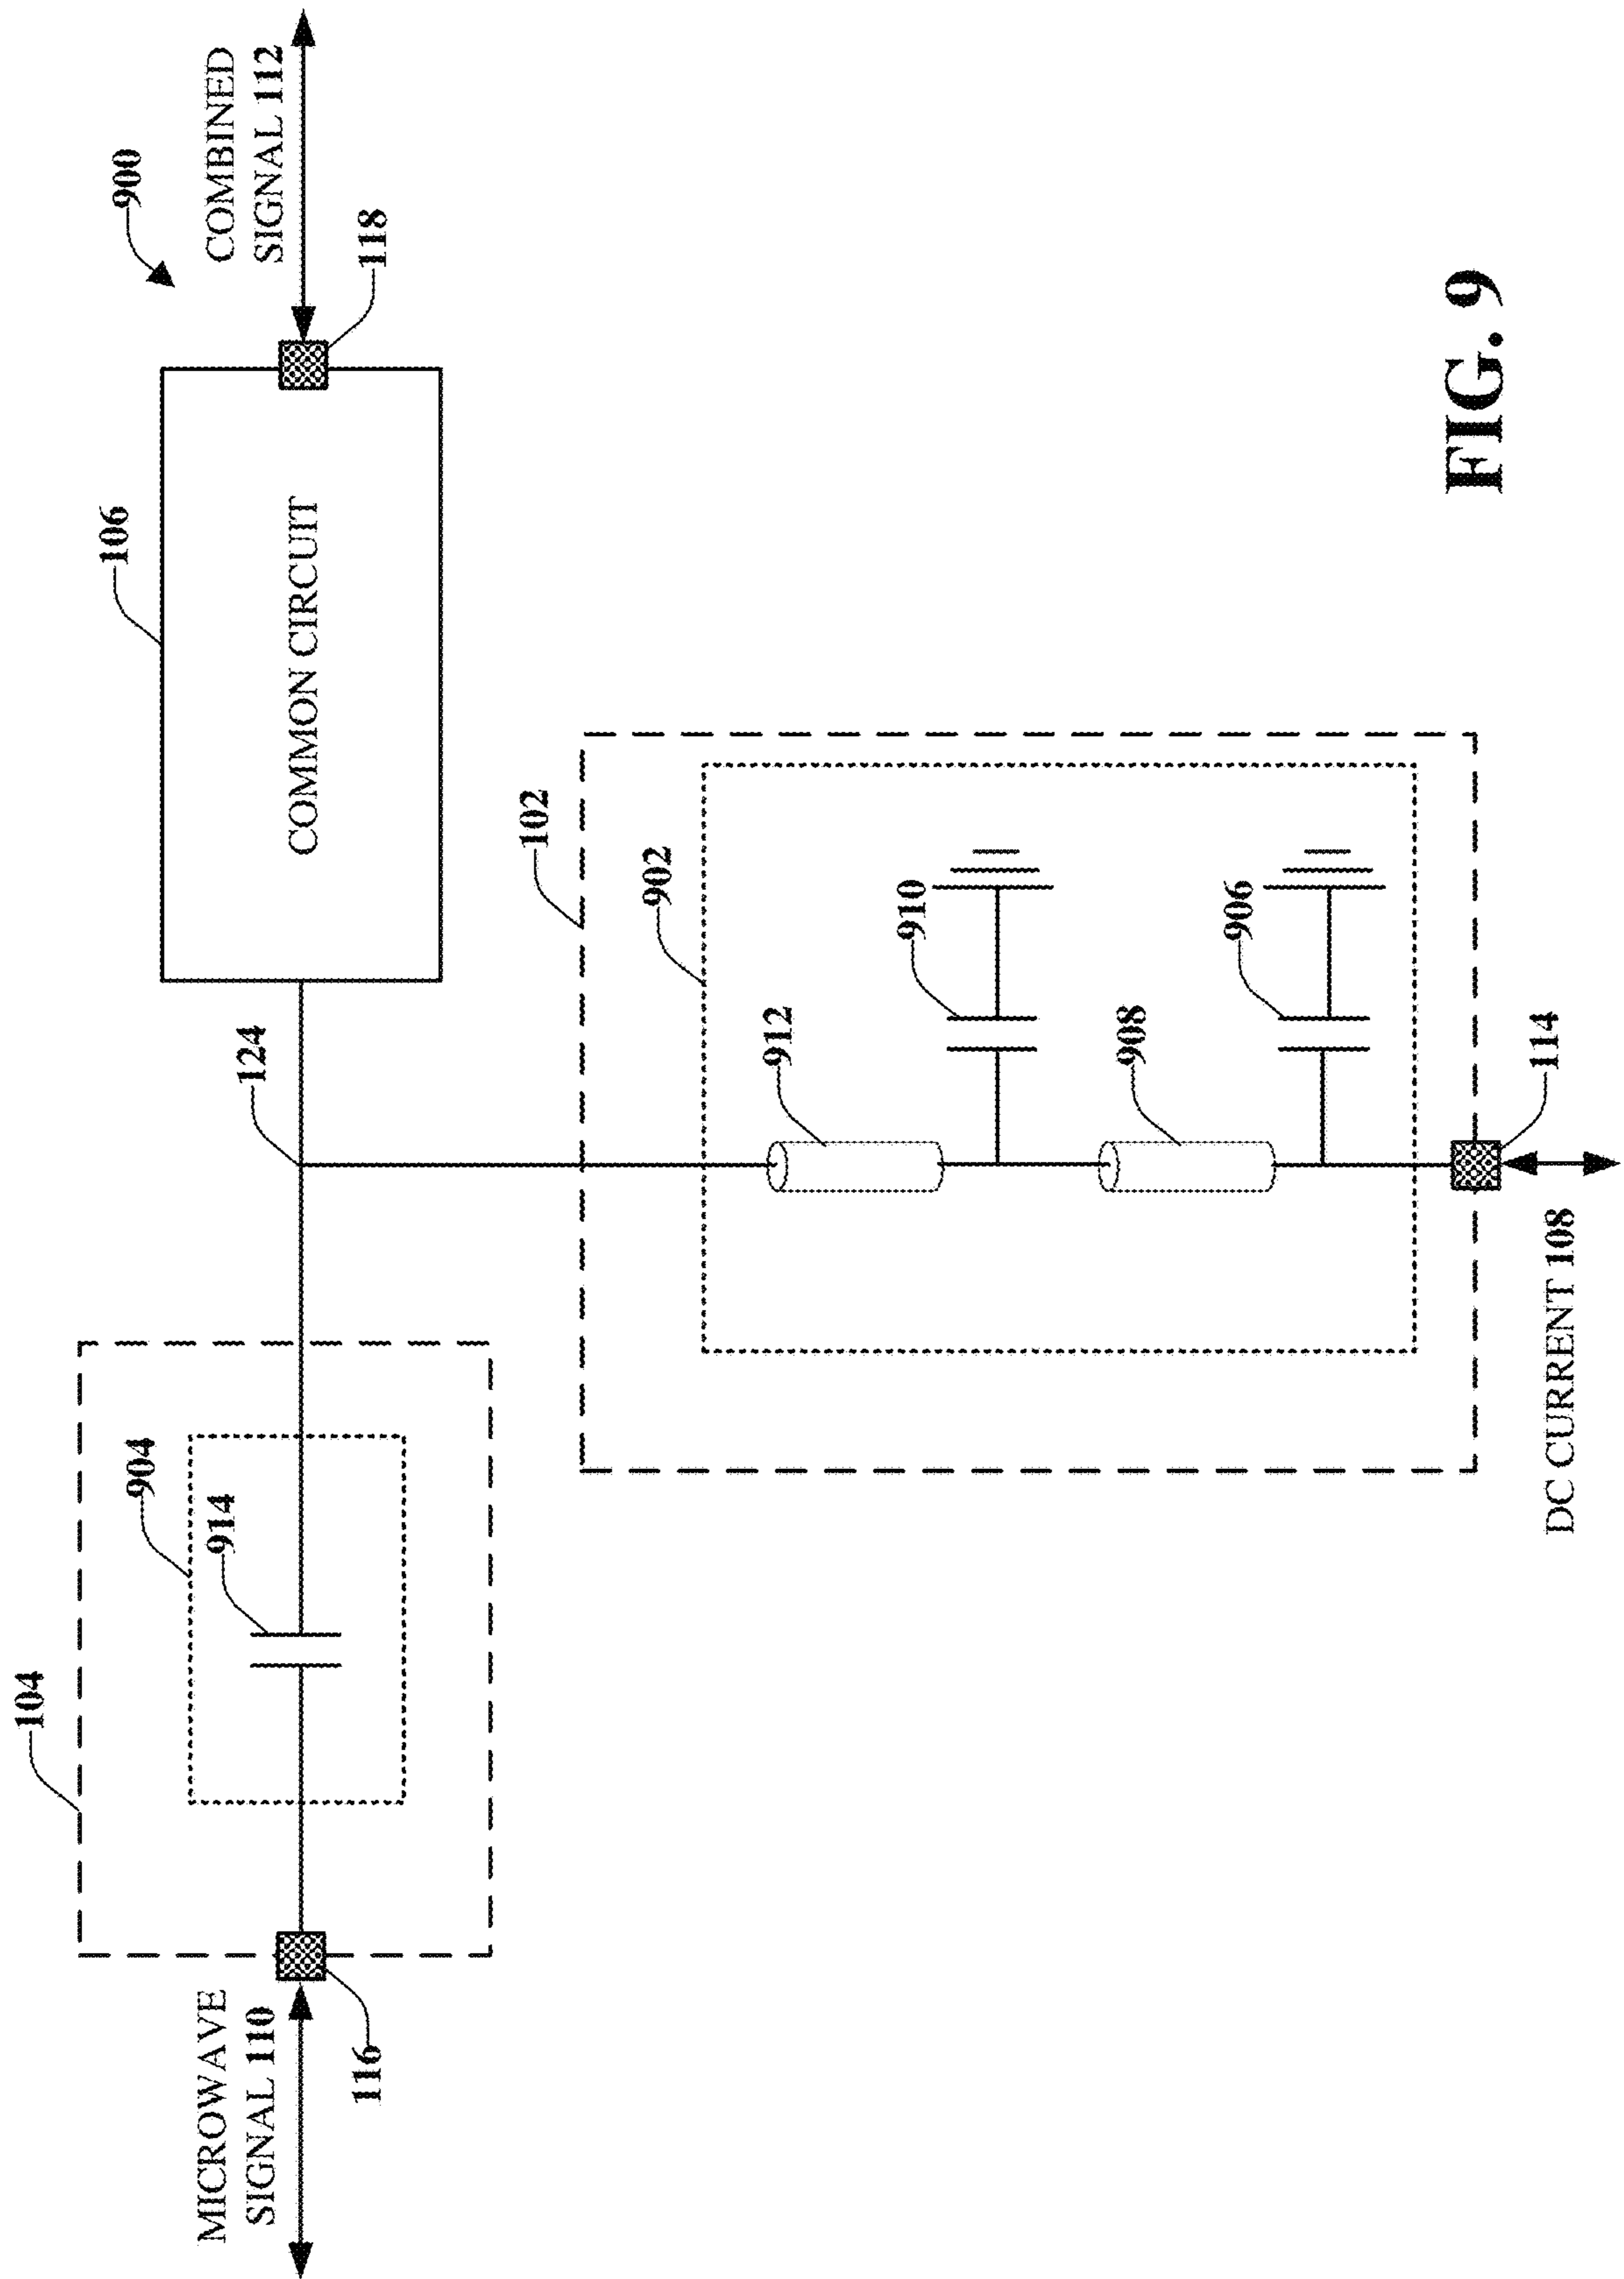 900
MICROWAVE
SIGNAL 110
116
104
904
914
124
106
COMMON CIRCUIT
COMBINED
SIGNAL 112
118
102
902
912
910
908
906
114
DC CURRENT 108
FIG. 9